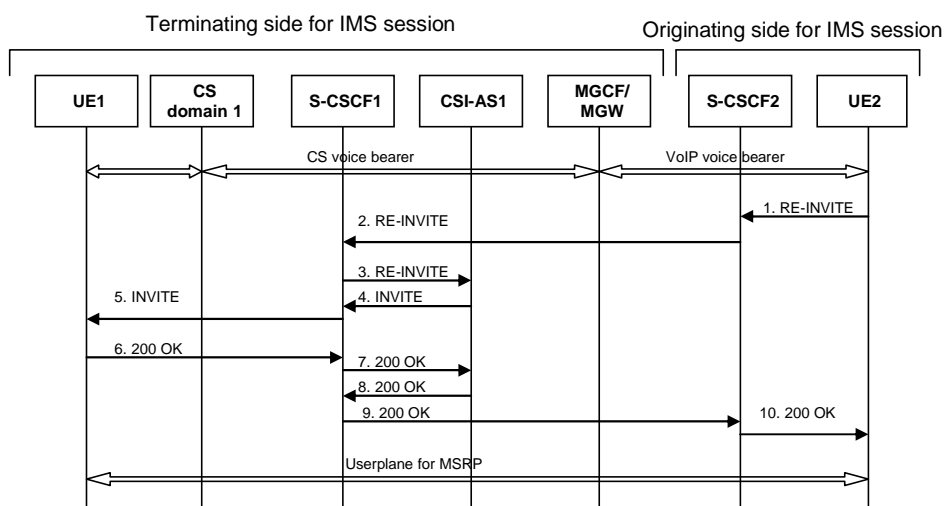 Terminating side for IMS session
Originating side for IMS session
UE1
CS
domain 1
S-CSCF1
CSI-AS1
MGCF/
MGW
S-CSCF2
UE2
CS voice bearer
VoIP voice bearer
1. RE-INVITE
2. RE-INVITE
3. RE-INVITE
4. INVITE
5. INVITE
6. 200 OK
7. 200 OK
8. 200 OK
9. 200 OK
10. 200 OK
Userplane for MSRP